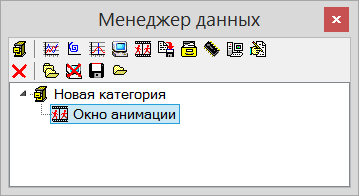 Менеджер данных
Новая категория
Окно анимации